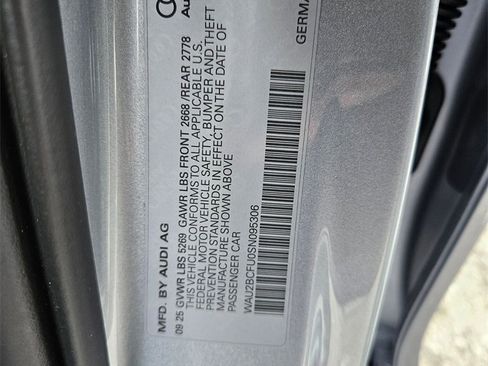 Au
GERMA
MFD. BY AUDI AG
09 25 GVWR LBS 5269 GAWR LBS FRONT 2668 /REAR 2778
THIS VEHICLE CONFORMS TO ALL APPLICABLE U.S.
FEDERAL MOTOR VEHICLE SAFETY, BUMPER AND THEFT
PREVENTION STANDARDS IN EFFECT ON THE DATE OF
MANUFACTURE SHOWN ABOVE
PASSENGER CAR
WAU2BCFU0SN095306